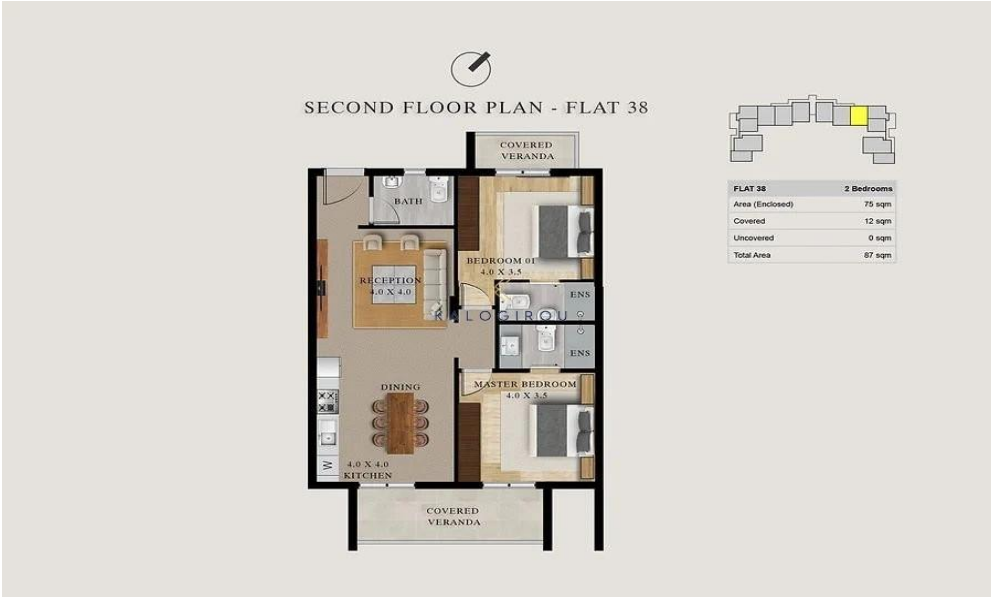 SECOND FLOOR PLAN - FLAT 38
COVERED
VERANDA
BATH
BEDROOM 01
4.0 X 3.5
RECEPTION
4.0 X 4.0
ENS
KALOGIROU
ENS
DINING
MASTER BEDROOM
4.0 X 3.5
W
4.0 X 4.0
KITCHEN
COVERED
VERANDA
FLAT 38 2 Bedrooms
Area (Enclosed) 75 sqm
Covered 12 sqm
Uncovered 0 sqm
Total Area 87 sqm